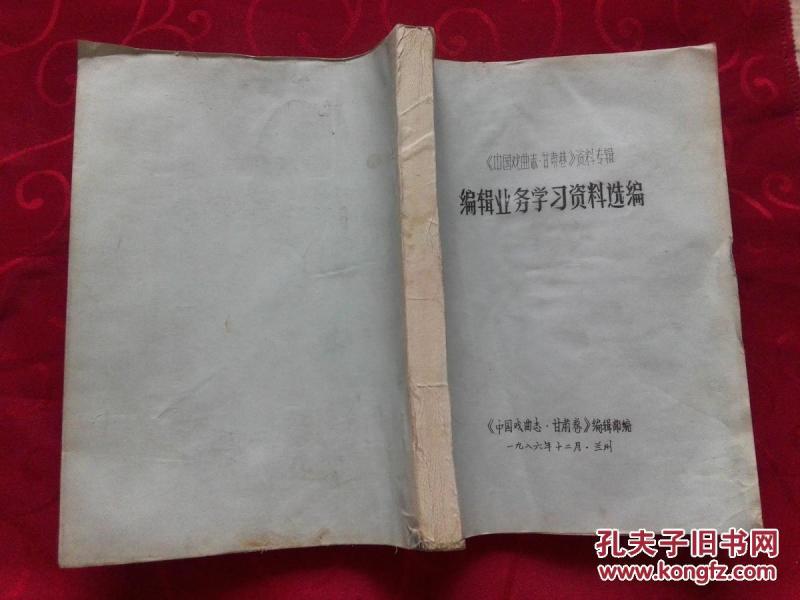 《中国戏曲志·甘肃卷》资料专辑
编辑业务学习资料选编
《中国戏曲志·甘肃卷》编辑部编
一九八六年十二月·兰州
孔夫子旧书网
www.kongfz.com